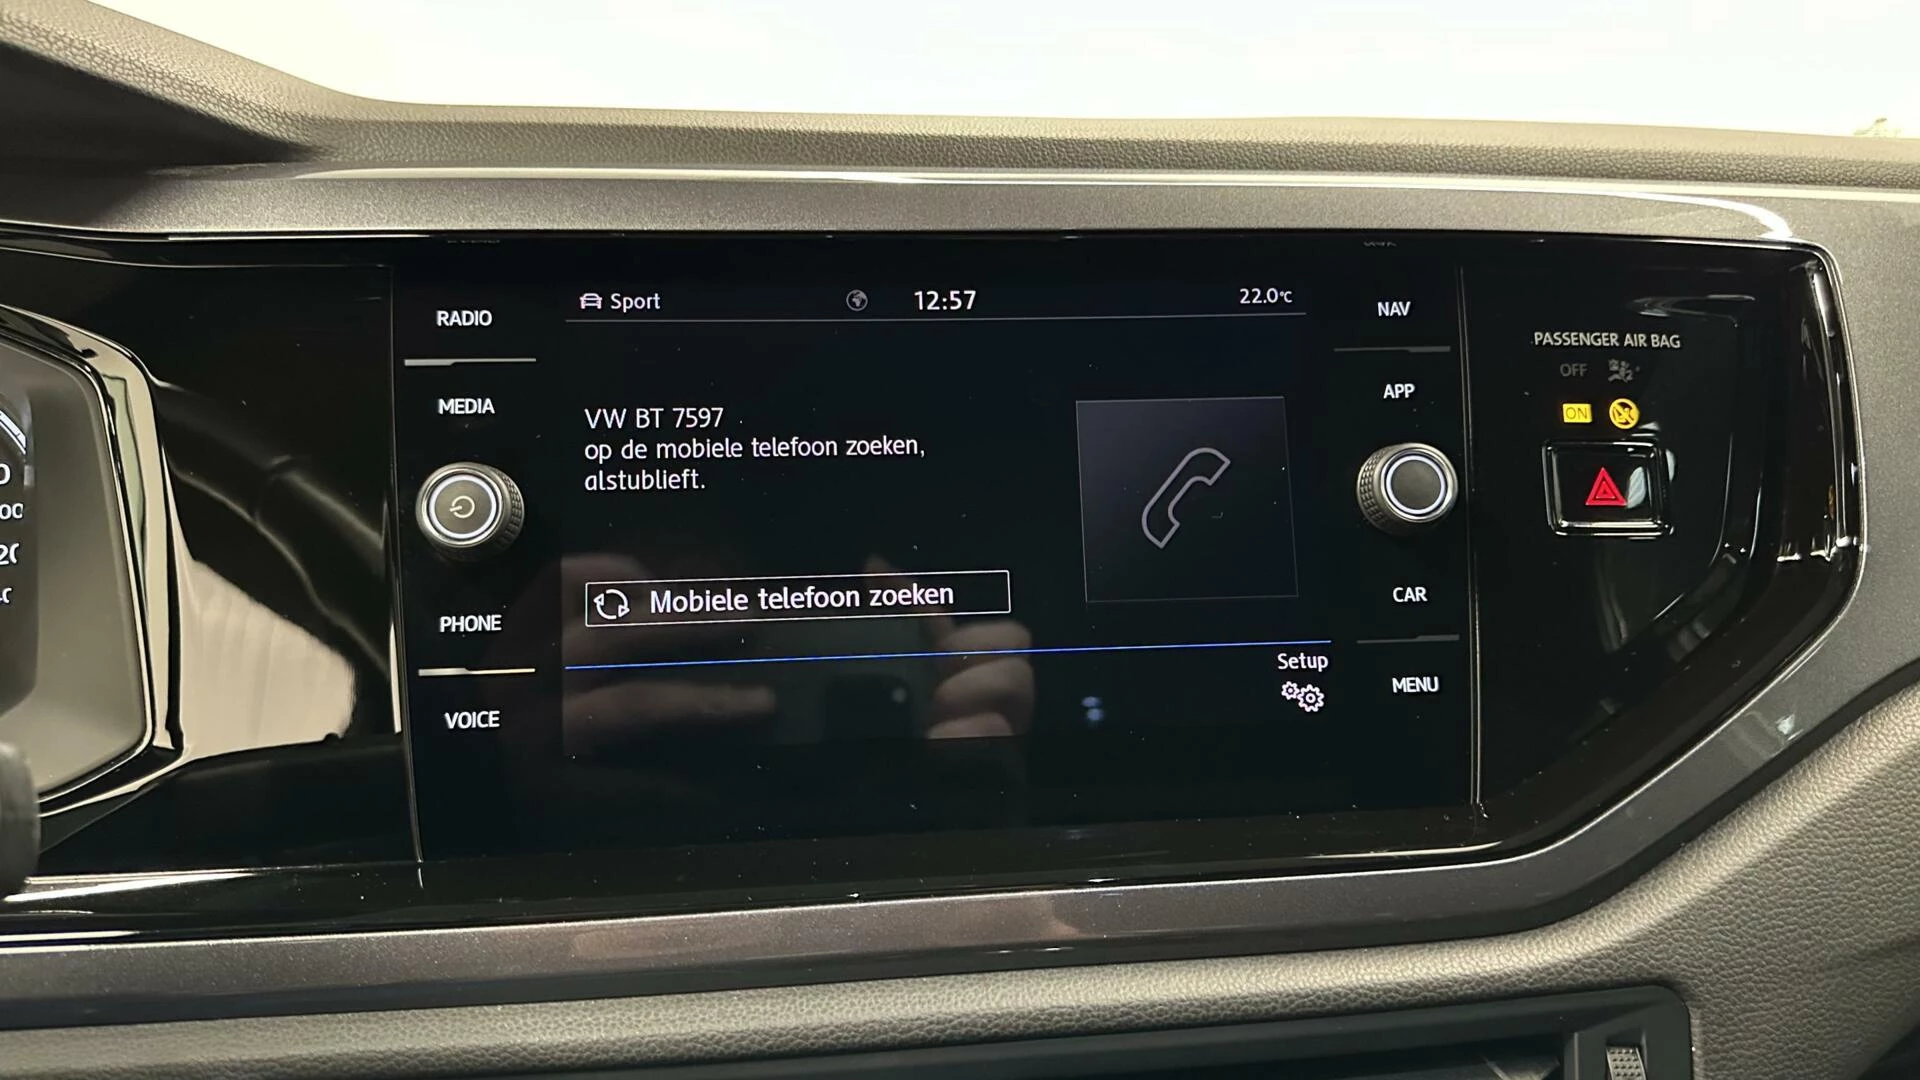 RADIO
MEDIA
PHONE
VOICE
Sport
12:57
22.0°C
VW BT 7597
op de mobiele telefoon zoeken,
alstublieft.
Mobiele telefoon zoeken
Setup
NAV
APP
CAR
MENU
PASSENGER AIR BAG
OFF
ON